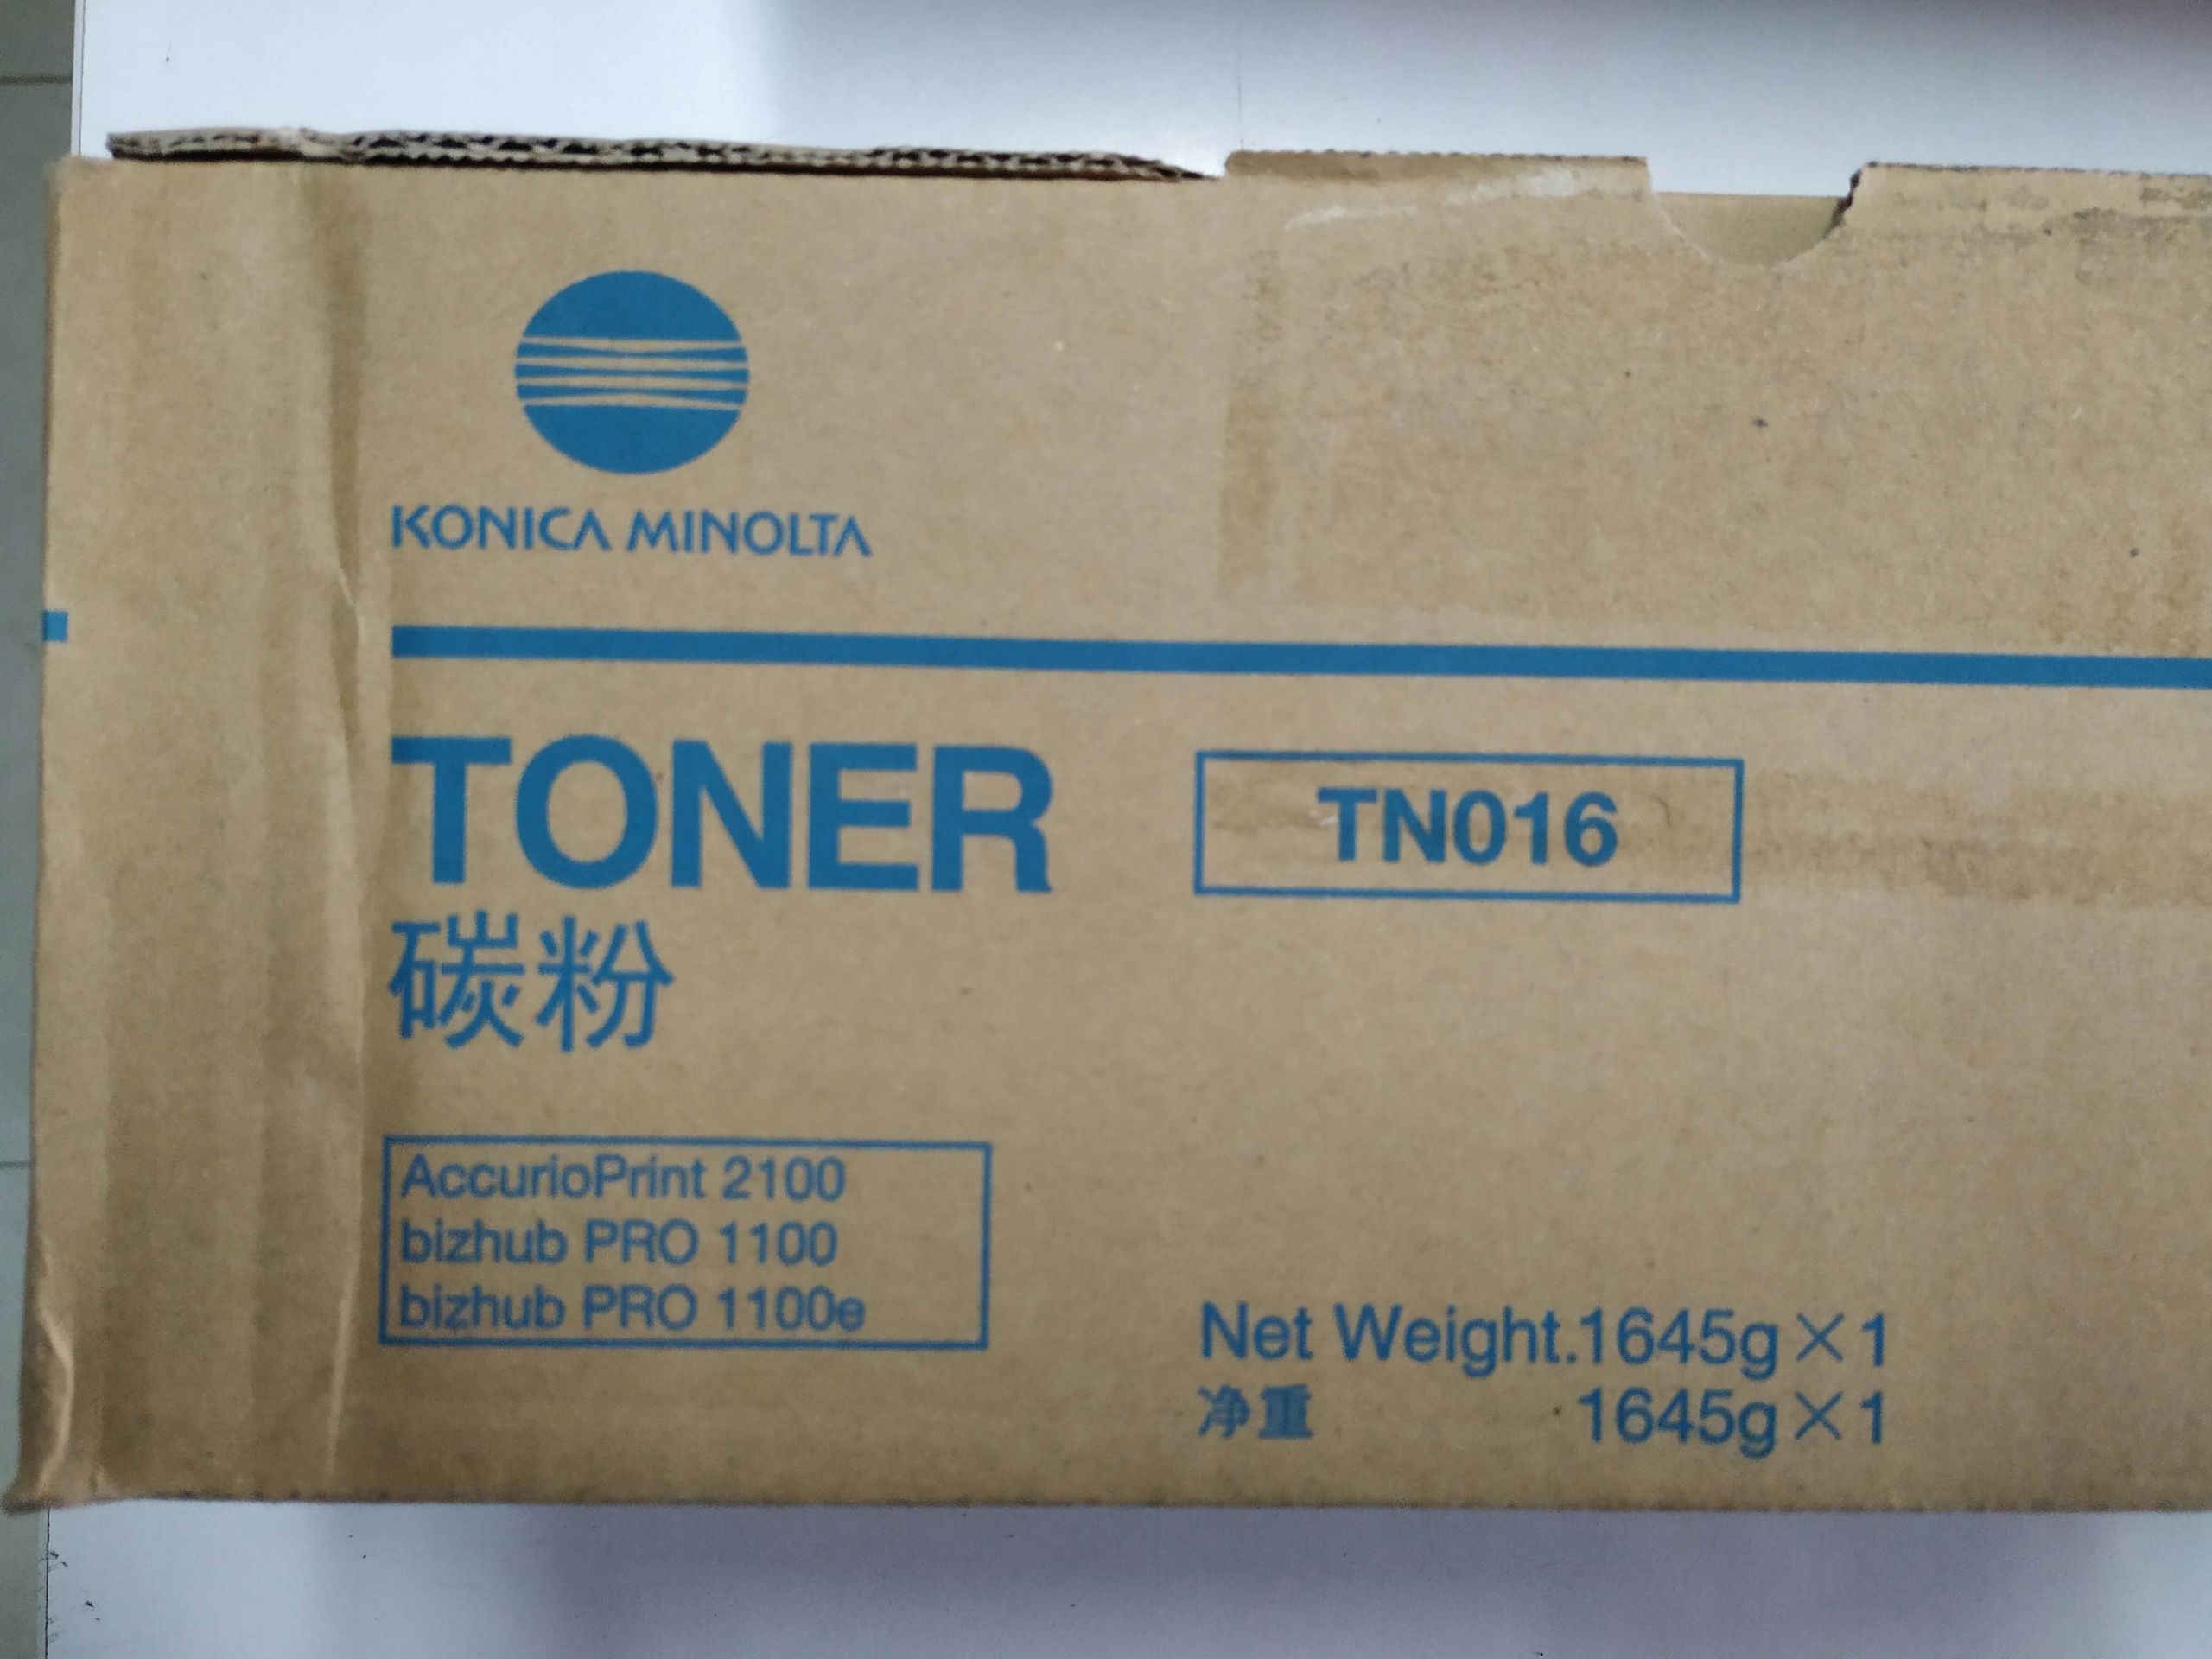 KONICA MINOLTA
TONER
TN016
碳粉
AccurioPrint 2100
bizhub PRO 1100
bizhub PRO 1100e
Net Weight.1645g×1
净重 1645g×1